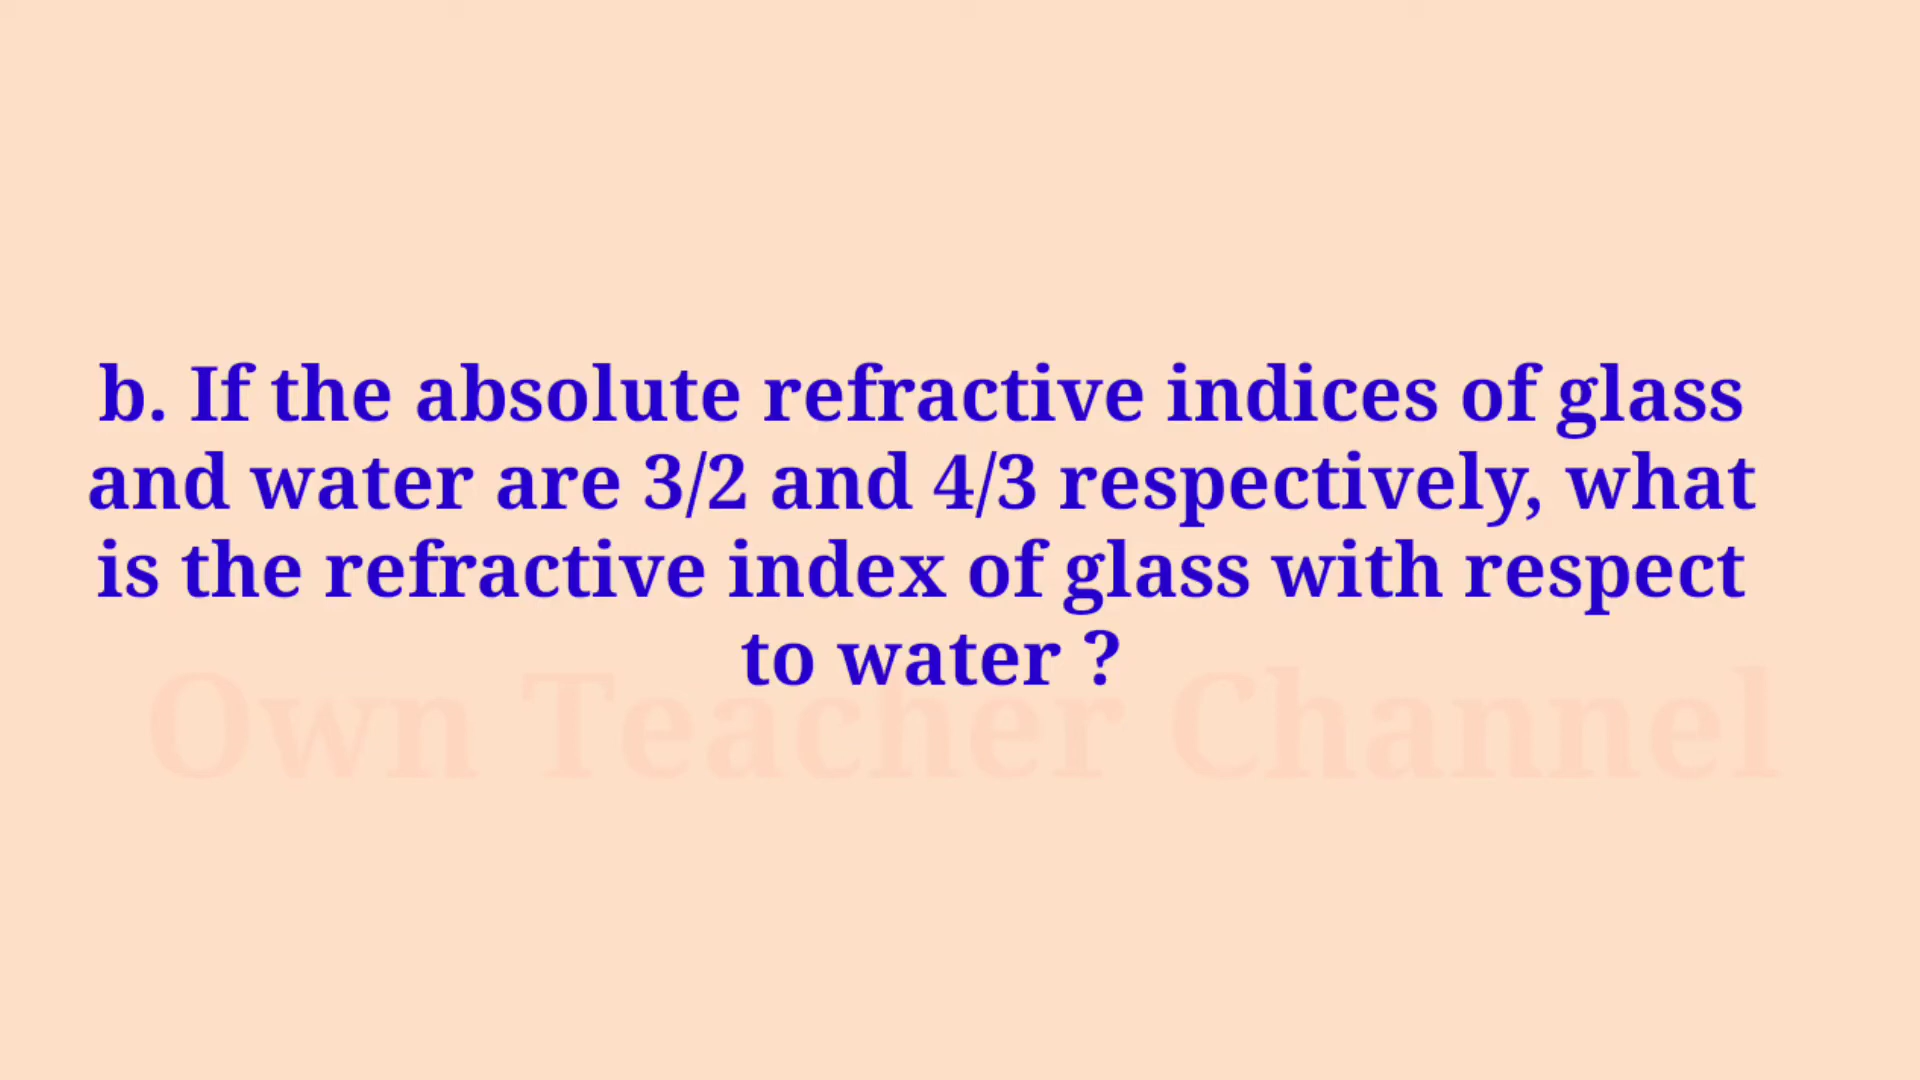 b. If the absolute refractive indices of glass
and water are 3/2 and 4/3 respectively, what
is the refractive index of glass with respect
to water ?
Own Teacher Channel